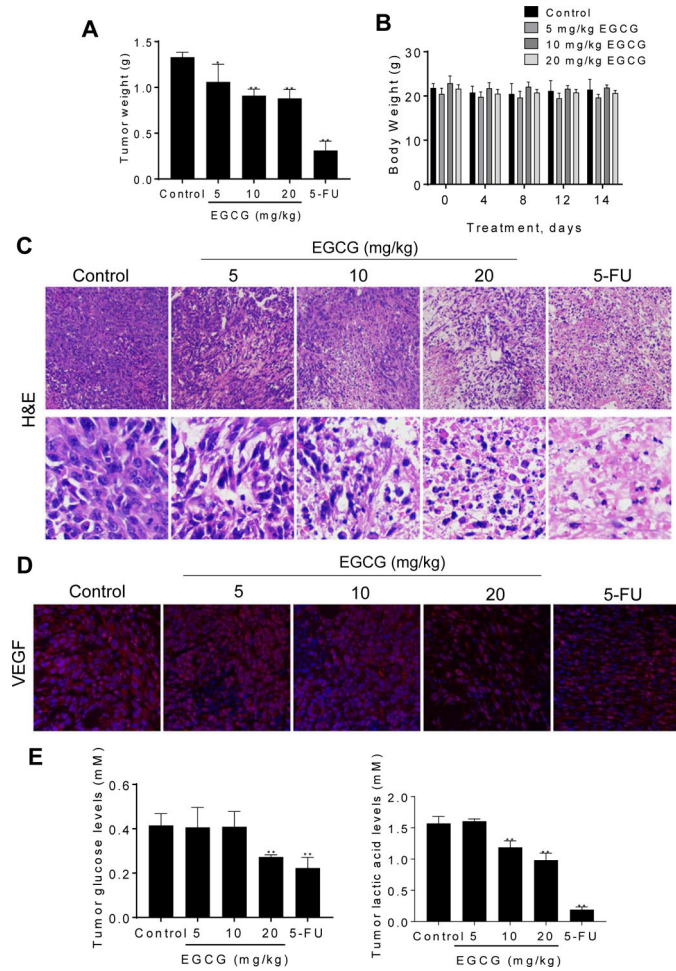 A
Tumor weight (g)
1.5
1.0
0.5
0.0
*
**
**
**
Control 5 10 20 5-FU
EGCG (mg/kg)
B
Control
5 mg/kg EGCG
10 mg/kg EGCG
20 mg/kg EGCG
Body Weight (g)
30
20
10
0
0 4 8 12 14
Treatment, days
C
EGCG (mg/kg)
Control 5 10 20 5-FU
H&E
D
EGCG (mg/kg)
Control 5 10 20 5-FU
VEGF
E
Tumor glucose levels (mM)
0.6
0.4
0.2
0.0
**
**
Control 5 10 20 5-FU
EGCG (mg/kg)
Tumor lactic acid levels (mM)
2.0
1.5
1.0
0.5
0.0
**
**
**
Control 5 10 20 5-FU
EGCG (mg/kg)